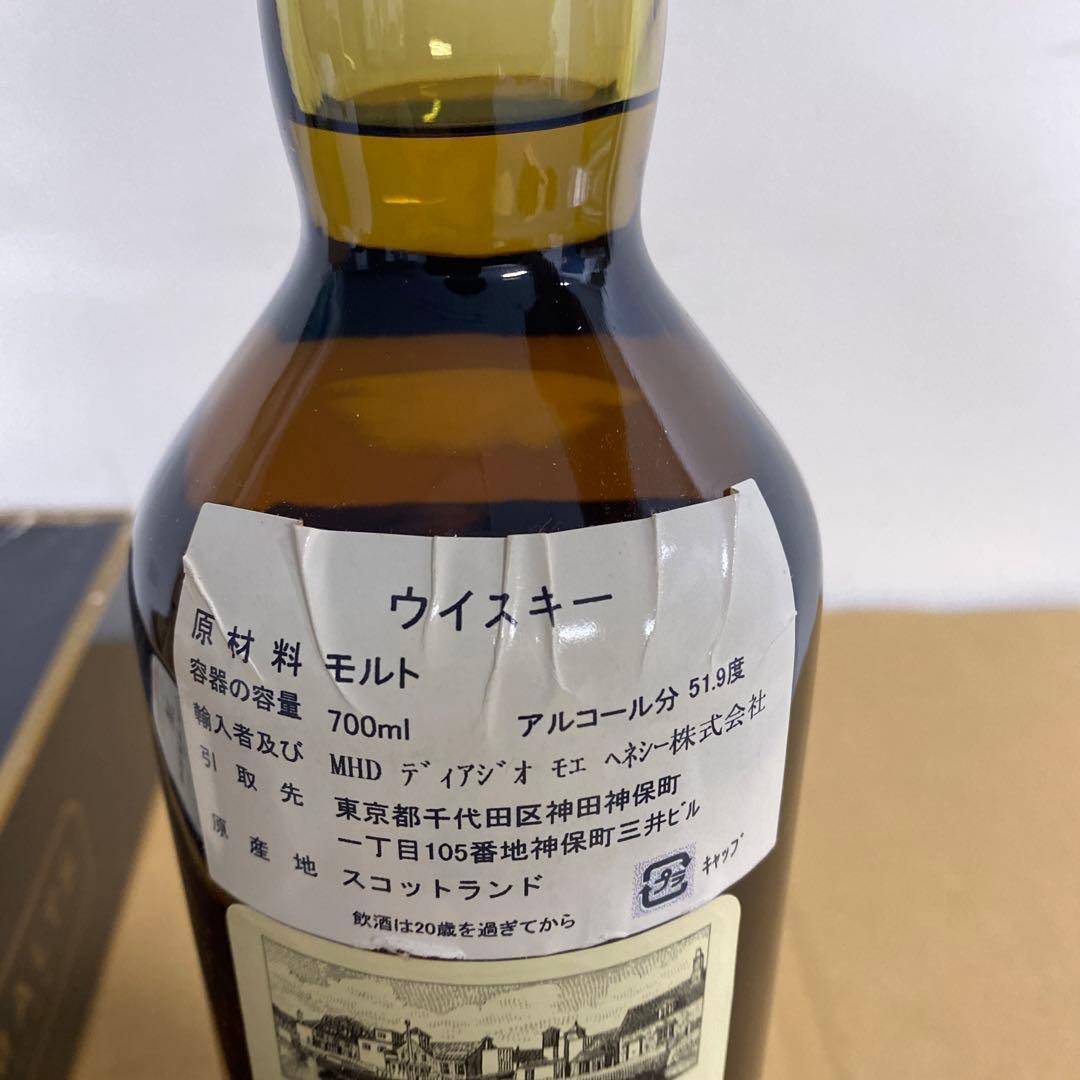 ウイスキー
原材料 モルト
容器の容量 700ml アルコール分 51.9度
輸入者及び MHD ディアジオ モエ ヘネシー株式会社
引取先 東京都千代田区神田神保町
一丁目105番地神保町三井ビル
原産地 スコットランド
プラ キャップ
飲酒は20歳を過ぎてから